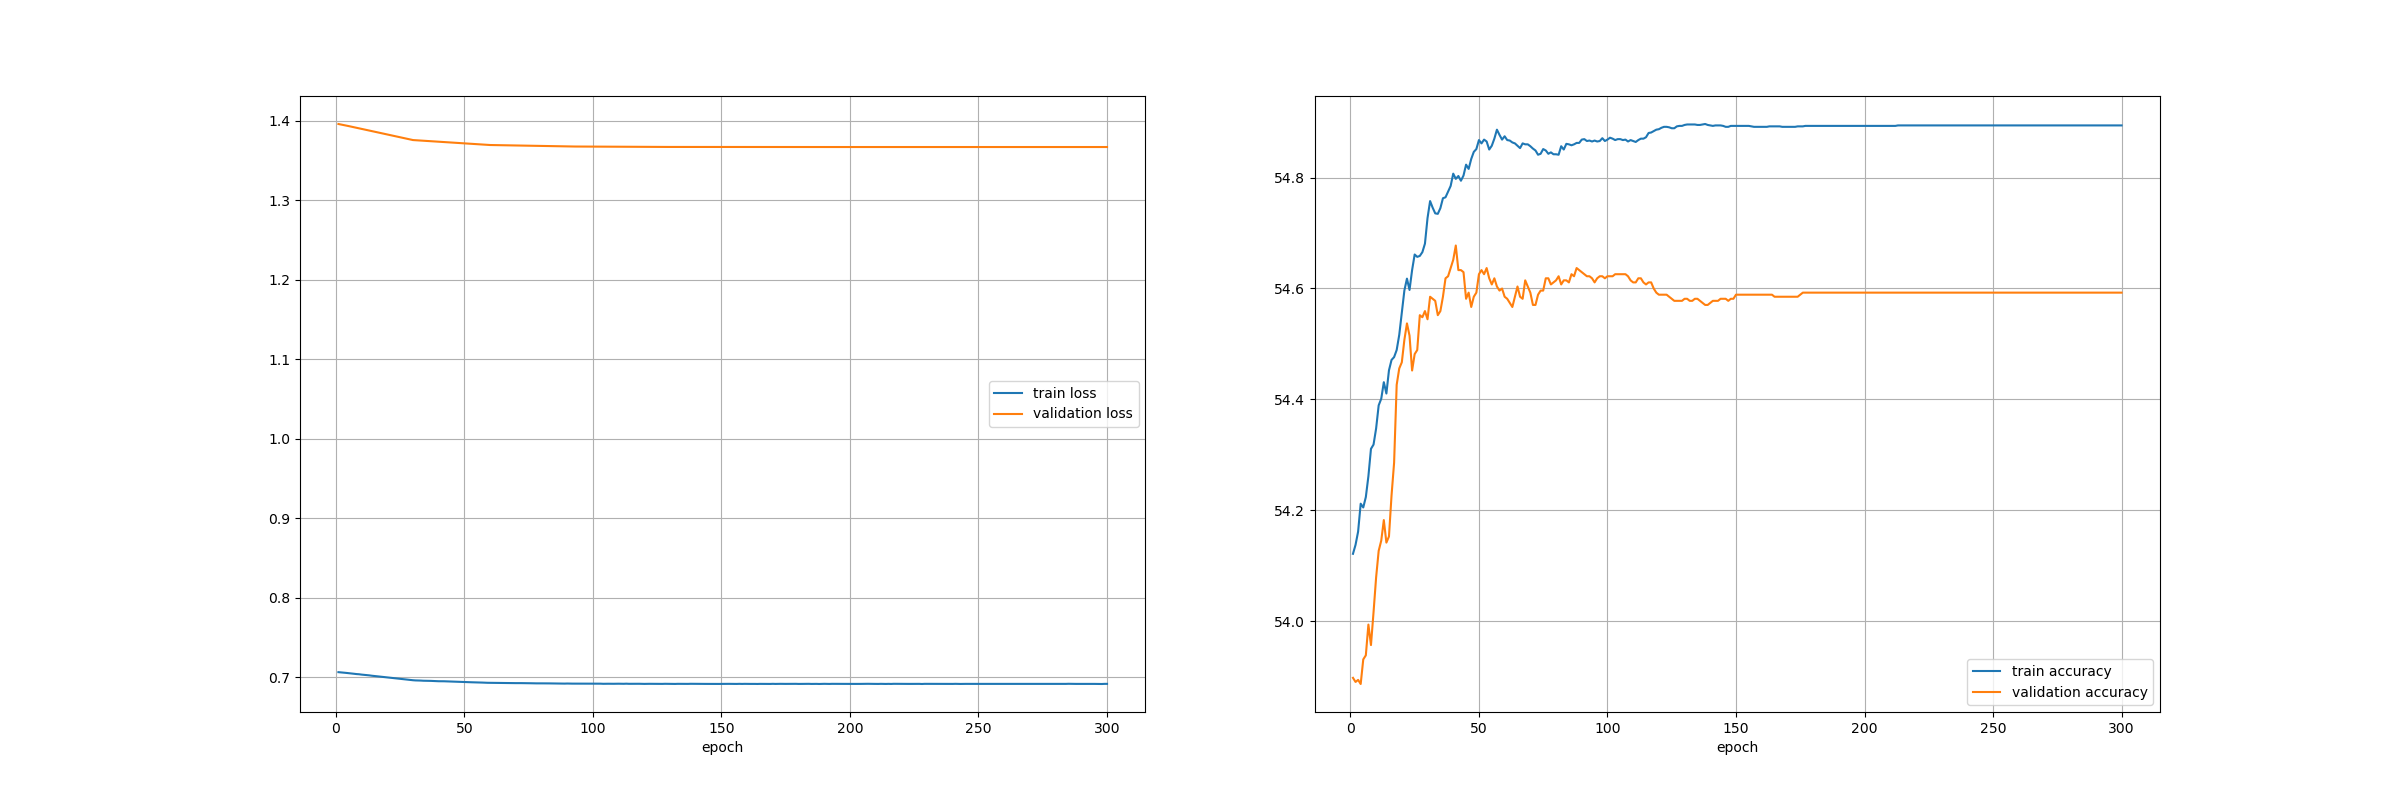 1.4
1.3
1.2
1.1
1.0
0.9
0.8
0.7
0 50 100 150 200 250 300
epoch
train loss
validation loss
54.8
54.6
54.4
54.2
54.0
0 50 100 150 200 250 300
epoch
train accuracy
validation accuracy